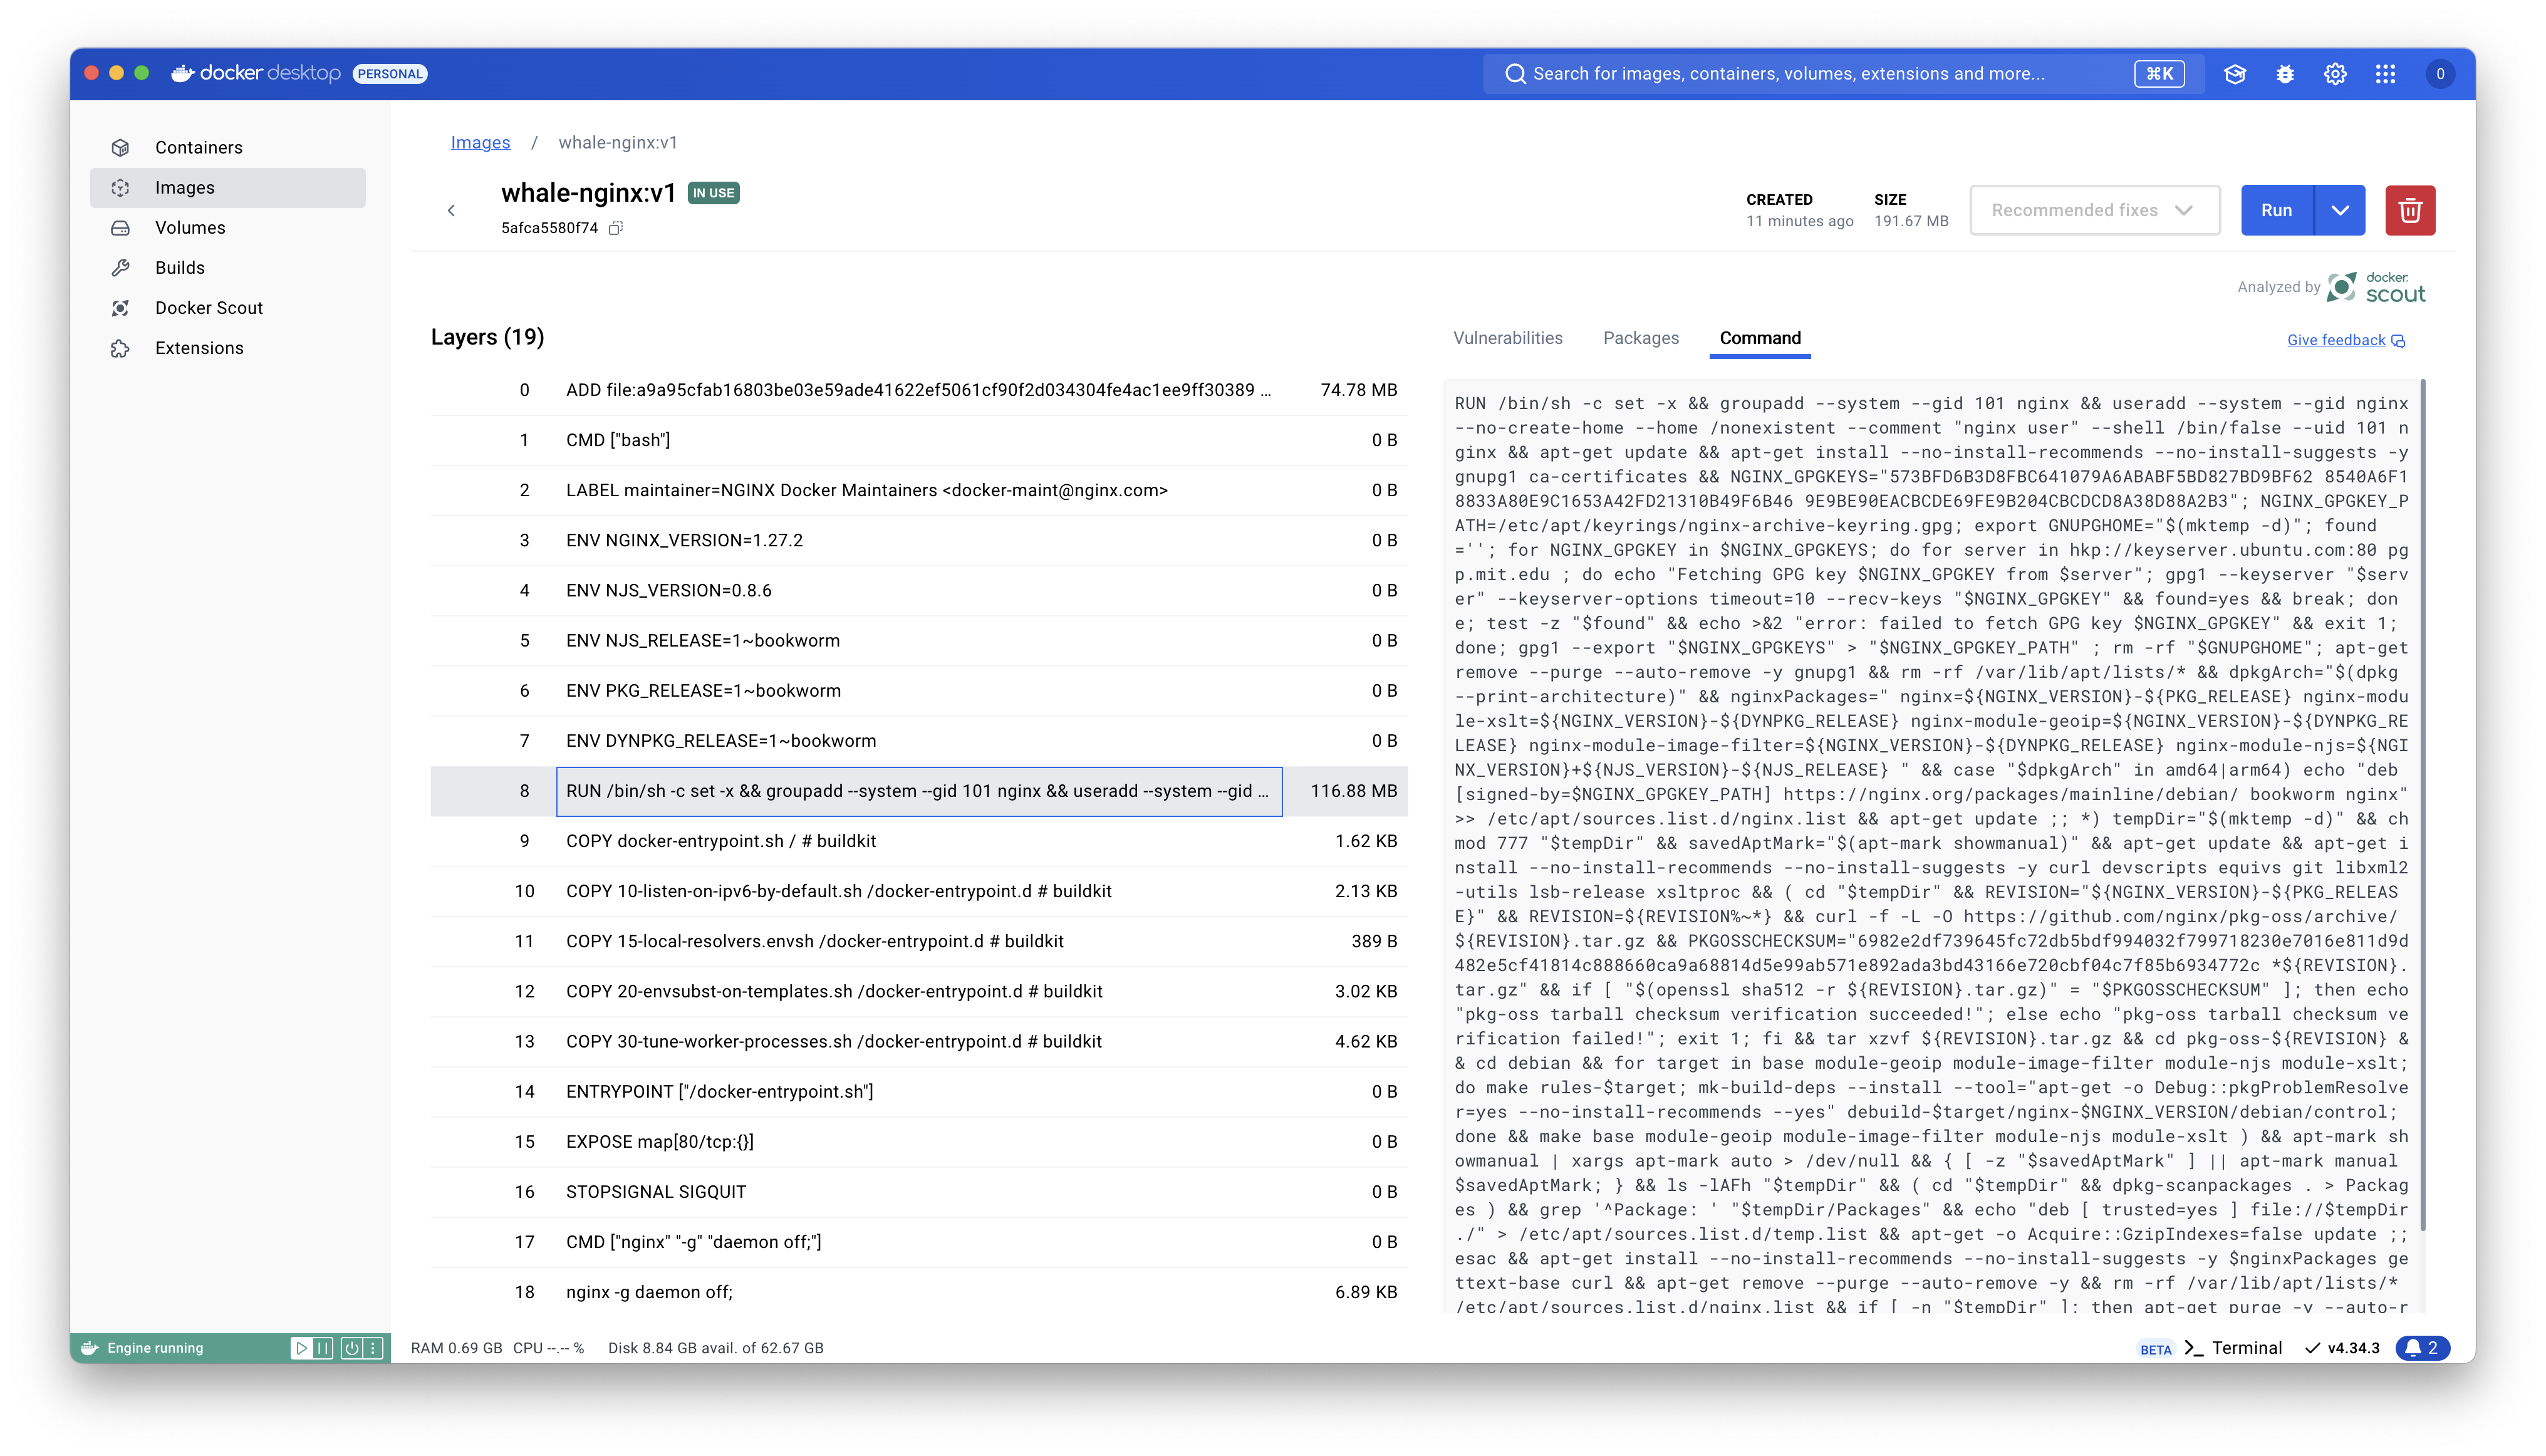 docker desktop PERSONAL
Search for images, containers, volumes, extensions and more...
⌘K
0
Containers
Images
Volumes
Builds
Docker Scout
Extensions
Images / whale-nginx:v1
whale-nginx:v1 IN USE
5afca5580f74
CREATED
11 minutes ago
SIZE
191.67 MB
Recommended fixes
Run
Analyzed by docker scout
Layers (19)
0 ADD file:a9a95cfab16803be03e59ade41622ef5061cf90f2d034304fe4ac1ee9ff30389 ... 74.78 MB
1 CMD ["bash"] 0 B
2 LABEL maintainer=NGINX Docker Maintainers <docker-maint@nginx.com> 0 B
3 ENV NGINX_VERSION=1.27.2 0 B
4 ENV NJS_VERSION=0.8.6 0 B
5 ENV NJS_RELEASE=1~bookworm 0 B
6 ENV PKG_RELEASE=1~bookworm 0 B
7 ENV DYNPKG_RELEASE=1~bookworm 0 B
8 RUN /bin/sh -c set -x && groupadd --system --gid 101 nginx && useradd --system --gid ... 116.88 MB
9 COPY docker-entrypoint.sh / # buildkit 1.62 KB
10 COPY 10-listen-on-ipv6-by-default.sh /docker-entrypoint.d # buildkit 2.13 KB
11 COPY 15-local-resolvers.envsh /docker-entrypoint.d # buildkit 389 B
12 COPY 20-envsubst-on-templates.sh /docker-entrypoint.d # buildkit 3.02 KB
13 COPY 30-tune-worker-processes.sh /docker-entrypoint.d # buildkit 4.62 KB
14 ENTRYPOINT ["/docker-entrypoint.sh"] 0 B
15 EXPOSE map[80/tcp:{}] 0 B
16 STOPSIGNAL SIGQUIT 0 B
17 CMD ["nginx" "-g" "daemon off;"] 0 B
18 nginx -g daemon off; 6.89 KB
Vulnerabilities Packages Command
Give feedback
RUN /bin/sh -c set -x && groupadd --system --gid 101 nginx && useradd --system --gid nginx
--no-create-home --home /nonexistent --comment "nginx user" --shell /bin/false --uid 101 n
ginx && apt-get update && apt-get install --no-install-recommends --no-install-suggests -y
gnupg1 ca-certificates && NGINX_GPGKEYS="573BFD6B3D8FBC641079A6ABABF5BD827BD9BF62 8540A6F1
8833A80E9C1653A42FD21310B49F6B46 9E9BE90EACBCDE69FE9B204CBCDCD8A38D88A2B3"; NGINX_GPGKEY_P
ATH=/etc/apt/keyrings/nginx-archive-keyring.gpg; export GNUPGHOME="$(mktemp -d)"; found
=''; for NGINX_GPGKEY in $NGINX_GPGKEYS; do for server in hkp://keyserver.ubuntu.com:80 pg
p.mit.edu ; do echo "Fetching GPG key $NGINX_GPGKEY from $server"; gpg1 --keyserver "$serv
er" --keyserver-options timeout=10 --recv-keys "$NGINX_GPGKEY" && found=yes && break; don
e; test -z "$found" && echo >&2 "error: failed to fetch GPG key $NGINX_GPGKEY" && exit 1;
done; gpg1 --export "$NGINX_GPGKEYS" > "$NGINX_GPGKEY_PATH" ; rm -rf "$GNUPGHOME"; apt-get
remove --purge --auto-remove -y gnupg1 && rm -rf /var/lib/apt/lists/* && dpkgArch="$(dpkg
--print-architecture)" && nginxPackages=" nginx=${NGINX_VERSION}-${PKG_RELEASE} nginx-modu
le-xslt=${NGINX_VERSION}-${DYNPKG_RELEASE} nginx-module-geoip=${NGINX_VERSION}-${DYNPKG_RE
LEASE} nginx-module-image-filter=${NGINX_VERSION}-${DYNPKG_RELEASE} nginx-module-njs=${NGI
NX_VERSION}+${NJS_VERSION}-${NJS_RELEASE} " && case "$dpkgArch" in amd64|arm64) echo "deb
[signed-by=$NGINX_GPGKEY_PATH] https://nginx.org/packages/mainline/debian/ bookworm nginx"
>> /etc/apt/sources.list.d/nginx.list && apt-get update ;; *) tempDir="$(mktemp -d)" && ch
mod 777 "$tempDir" && savedAptMark="$(apt-mark showmanual)" && apt-get update && apt-get i
nstall --no-install-recommends --no-install-suggests -y curl devscripts equivs git libxml2
-utils lsb-release xsltproc && ( cd "$tempDir" && REVISION="${NGINX_VERSION}-${PKG_RELEAS
E}" && REVISION=${REVISION%~*} && curl -f -L -O https://github.com/nginx/pkg-oss/archive/
${REVISION}.tar.gz && PKGOSSCHECKSUM="6982e2df739645fc72db5bdf994032f799718230e7016e811d9d
482e5cf41814c888660ca9a68814d5e99ab571e892ada3bd43166e720cbf04c7f85b6934772c *${REVISION}.
tar.gz" && if [ "$(openssl sha512 -r ${REVISION}.tar.gz)" = "$PKGOSSCHECKSUM" ]; then echo
"pkg-oss tarball checksum verification succeeded!"; else echo "pkg-oss tarball checksum ve
rification failed!"; exit 1; fi && tar xzvf ${REVISION}.tar.gz && cd pkg-oss-${REVISION} &
& cd debian && for target in base module-geoip module-image-filter module-njs module-xslt;
do make rules-$target; mk-build-deps --install --tool="apt-get -o Debug::pkgProblemResolve
r=yes --no-install-recommends --yes" debuild-$target/nginx-$NGINX_VERSION/debian/control;
done && make base module-geoip module-image-filter module-njs module-xslt ) && apt-mark sh
owmanual | xargs apt-mark auto > /dev/null && { [ -z "$savedAptMark" ] || apt-mark manual
$savedAptMark; } && ls -lAFh "$tempDir" && ( cd "$tempDir" && dpkg-scanpackages . > Packag
es ) && grep '^Package: ' "$tempDir/Packages" && echo "deb [ trusted=yes ] file://$tempDir
./" > /etc/apt/sources.list.d/temp.list && apt-get -o Acquire::GzipIndexes=false update ;;
esac && apt-get install --no-install-recommends --no-install-suggests -y $nginxPackages ge
ttext-base curl && apt-get remove --purge --auto-remove -y && rm -rf /var/lib/apt/lists/*
/etc/apt/sources.list.d/nginx.list && if [ -n "$tempDir" ]; then apt-get purge -y --auto-r
Engine running
RAM 0.69 GB CPU --.-- % Disk 8.84 GB avail. of 62.67 GB
BETA >_ Terminal
v4.34.3
2